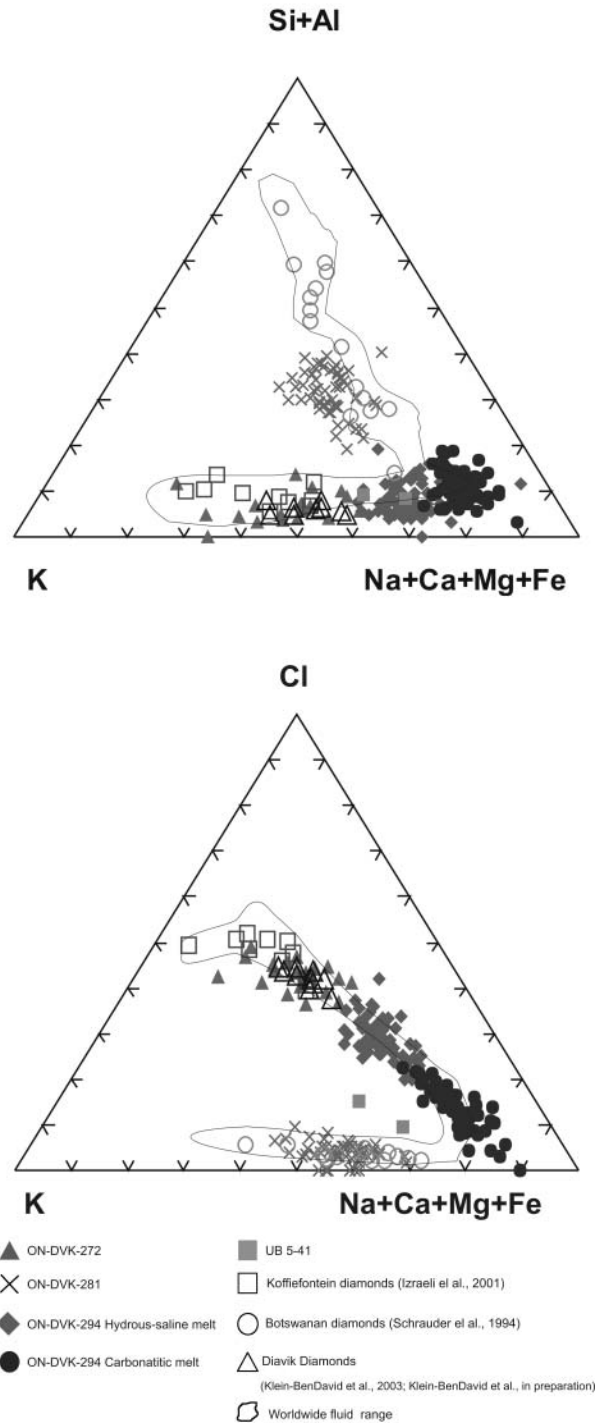 Si+Al
K
Na+Ca+Mg+Fe
Cl
K
Na+Ca+Mg+Fe
ON-DVK-272
ON-DVK-281
ON-DVK-294 Hydrous-saline melt
ON-DVK-294 Carbonatitic melt
UB 5-41
Koffiefontein diamonds (Izraeli el al., 2001)
Botswanan diamonds (Schrauder el al., 1994)
Diavik Diamonds
(Klein-BenDavid et al., 2003; Klein-BenDavid et al., in preparation)
Worldwide fluid range